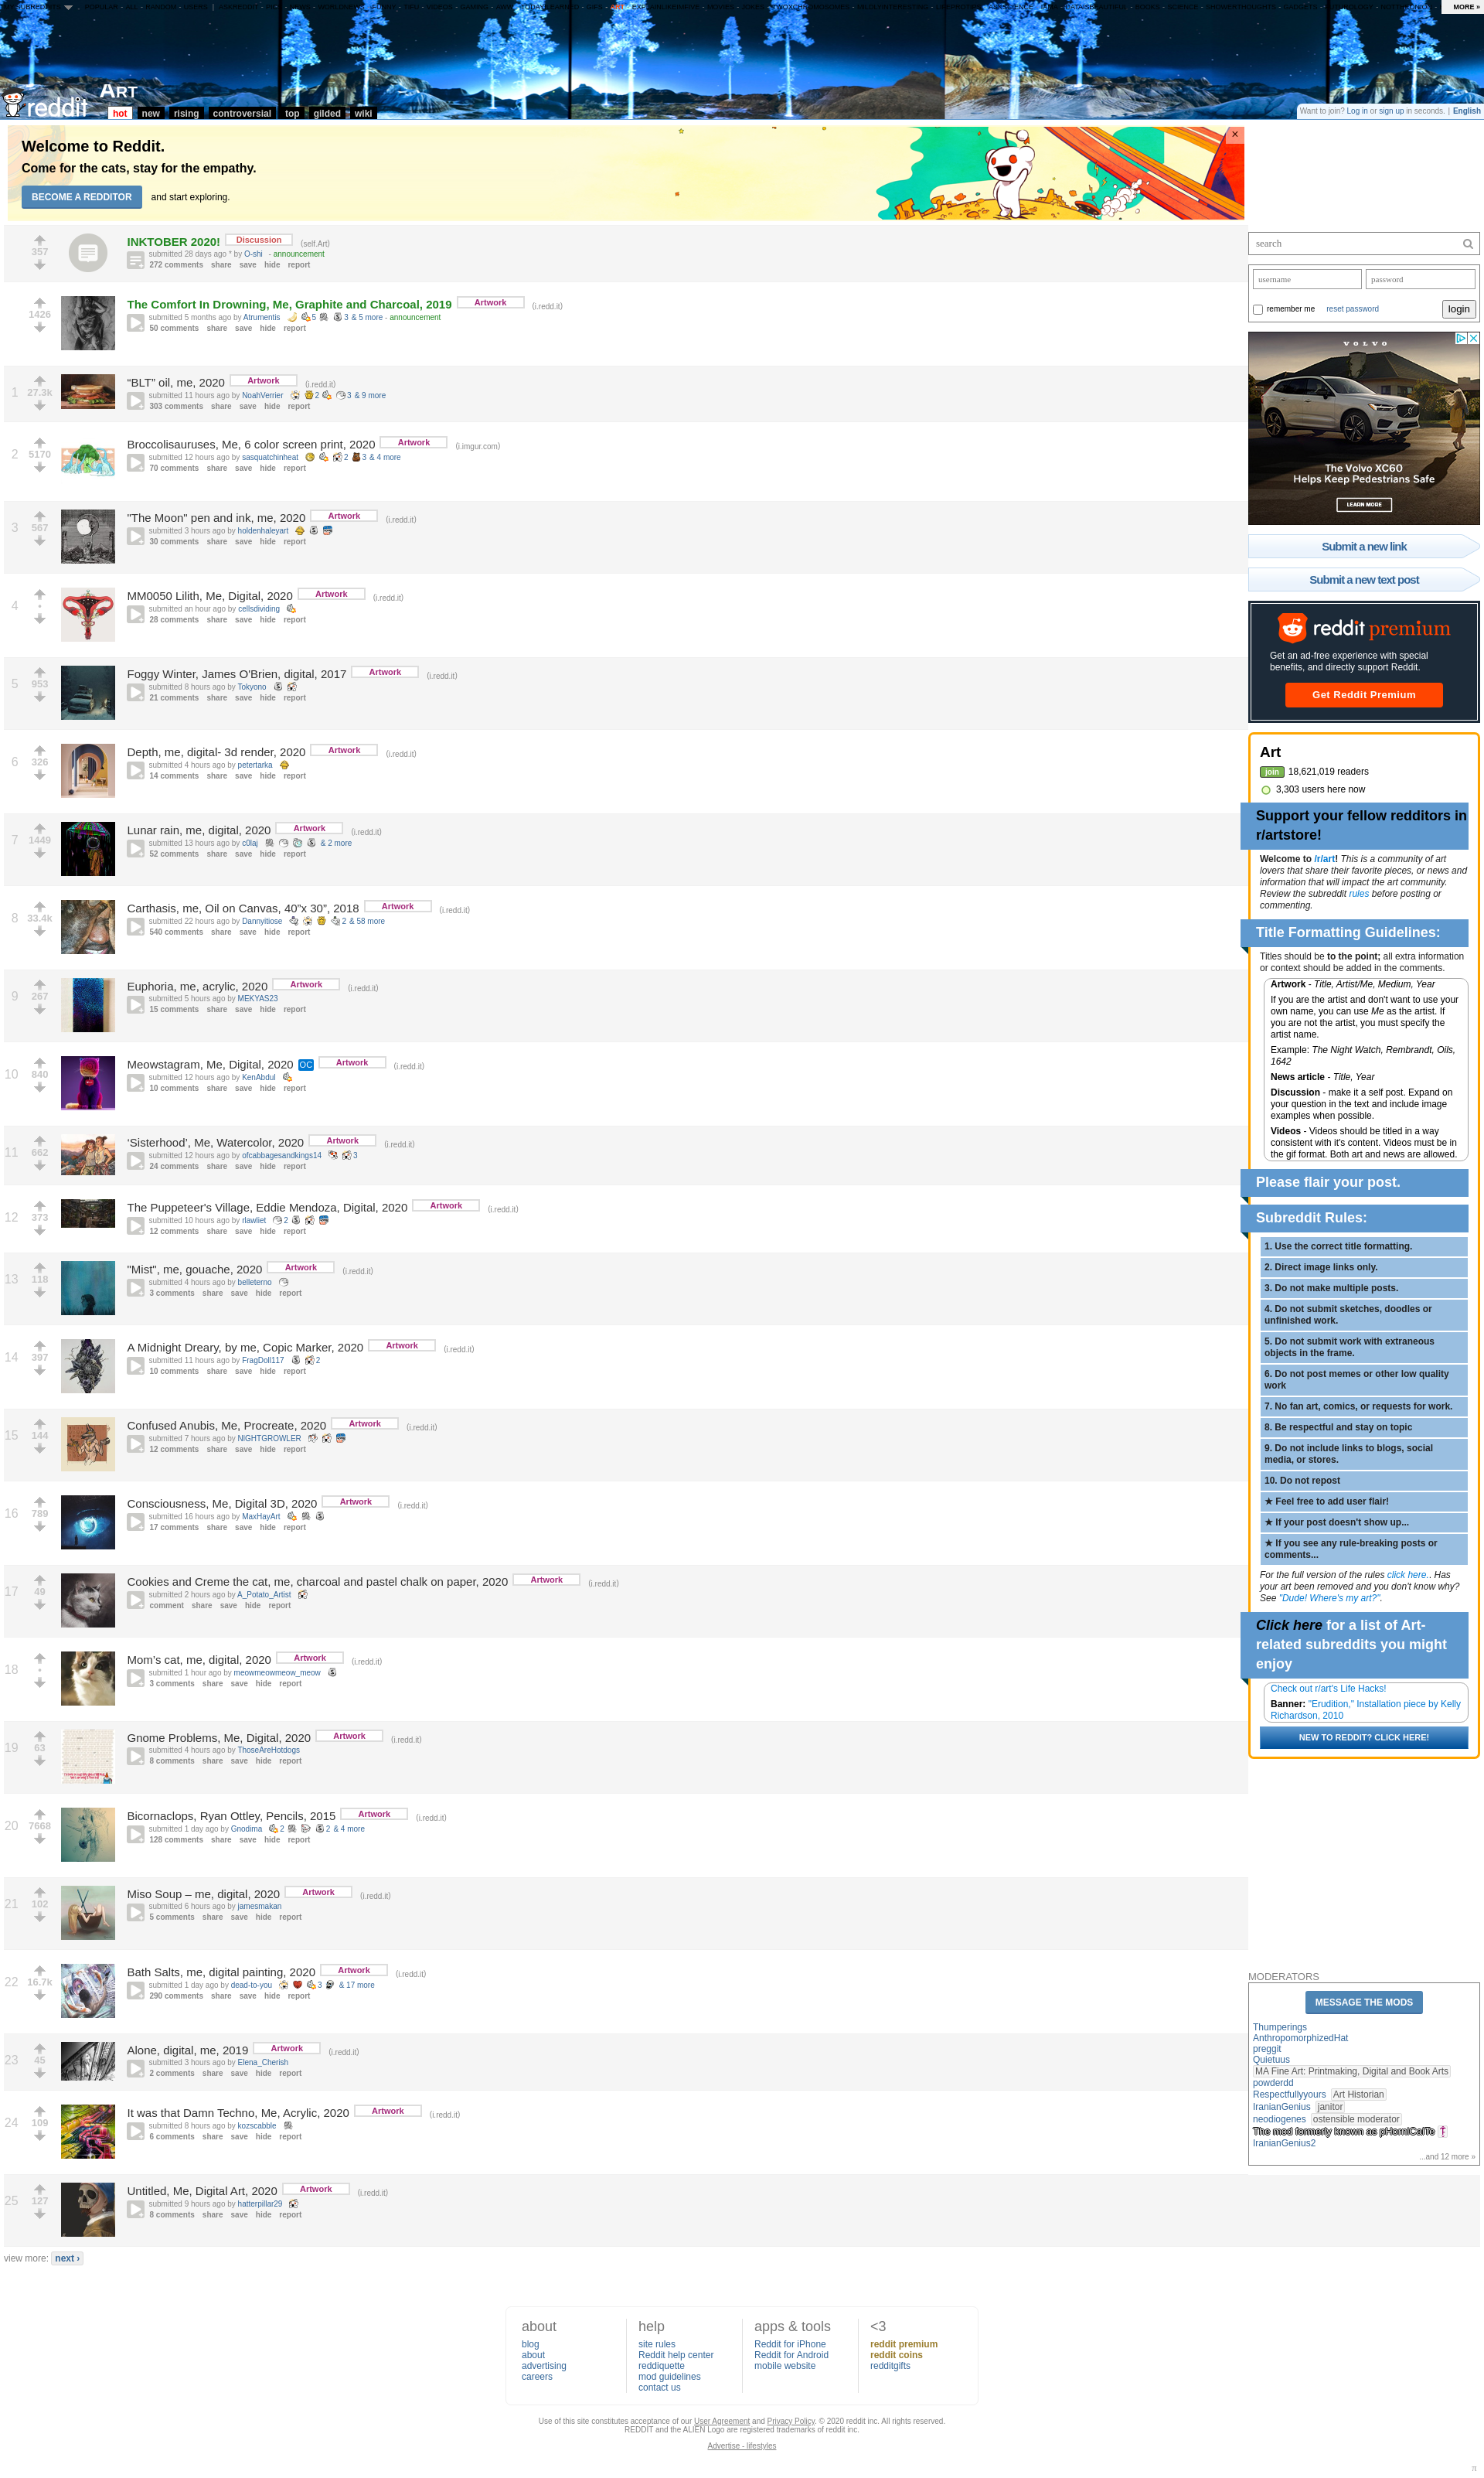 MORE »
ART
reddit
hot new rising controversial top gilded wiki
Want to join? Log in or sign up in seconds. | English
Welcome to Reddit.
Come for the cats, stay for the empathy.
BECOME A REDDITOR and start exploring.
357
INKTOBER 2020! Discussion (self.Art)
submitted 28 days ago * by O-shi - announcement
272 comments share save hide report
1426
The Comfort In Drowning, Me, Graphite and Charcoal, 2019 Artwork (i.redd.it)
submitted 5 months ago by Atrumentis 5 3 & 5 more - announcement
50 comments share save hide report
1 27.3k
“BLT” oil, me, 2020 Artwork (i.redd.it)
submitted 11 hours ago by NoahVerrier 2 3 & 9 more
303 comments share save hide report
2 5170
Broccolisauruses, Me, 6 color screen print, 2020 Artwork (i.imgur.com)
submitted 12 hours ago by sasquatchinheat 2 3 & 4 more
70 comments share save hide report
3 567
"The Moon" pen and ink, me, 2020 Artwork (i.redd.it)
submitted 3 hours ago by holdenhaleyart
30 comments share save hide report
4 •
MM0050 Lilith, Me, Digital, 2020 Artwork (i.redd.it)
submitted an hour ago by cellsdividing
28 comments share save hide report
5 953
Foggy Winter, James O'Brien, digital, 2017 Artwork (i.redd.it)
submitted 8 hours ago by Tokyono
21 comments share save hide report
6 326
Depth, me, digital- 3d render, 2020 Artwork (i.redd.it)
submitted 4 hours ago by petertarka
14 comments share save hide report
7 1449
Lunar rain, me, digital, 2020 Artwork (i.redd.it)
submitted 13 hours ago by c0laj & 2 more
52 comments share save hide report
8 33.4k
Carthasis, me, Oil on Canvas, 40”x 30”, 2018 Artwork (i.redd.it)
submitted 22 hours ago by Dannyitiose 2 & 58 more
540 comments share save hide report
9 267
Euphoria, me, acrylic, 2020 Artwork (i.redd.it)
submitted 5 hours ago by MEKYAS23
15 comments share save hide report
10 840
Meowstagram, Me, Digital, 2020 OC Artwork (i.redd.it)
submitted 12 hours ago by KenAbdul
10 comments share save hide report
11 662
‘Sisterhood’, Me, Watercolor, 2020 Artwork (i.redd.it)
submitted 12 hours ago by ofcabbagesandkings14 3
24 comments share save hide report
12 373
The Puppeteer's Village, Eddie Mendoza, Digital, 2020 Artwork (i.redd.it)
submitted 10 hours ago by rlawliet 2
12 comments share save hide report
13 118
"Mist", me, gouache, 2020 Artwork (i.redd.it)
submitted 4 hours ago by belleterno
3 comments share save hide report
14 397
A Midnight Dreary, by me, Copic Marker, 2020 Artwork (i.redd.it)
submitted 11 hours ago by FragDoll117 2
10 comments share save hide report
15 144
Confused Anubis, Me, Procreate, 2020 Artwork (i.redd.it)
submitted 7 hours ago by NIGHTGROWLER
12 comments share save hide report
16 789
Consciousness, Me, Digital 3D, 2020 Artwork (i.redd.it)
submitted 16 hours ago by MaxHayArt
17 comments share save hide report
17 49
Cookies and Creme the cat, me, charcoal and pastel chalk on paper, 2020 Artwork (i.redd.it)
submitted 2 hours ago by A_Potato_Artist
comment share save hide report
18 •
Mom’s cat, me, digital, 2020 Artwork (i.redd.it)
submitted 1 hour ago by meowmeowmeow_meow
3 comments share save hide report
19 63
Gnome Problems, Me, Digital, 2020 Artwork (i.redd.it)
submitted 4 hours ago by ThoseAreHotdogs
8 comments share save hide report
20 7668
Bicornaclops, Ryan Ottley, Pencils, 2015 Artwork (i.redd.it)
submitted 1 day ago by Gnodima 2 2 & 4 more
128 comments share save hide report
21 102
Miso Soup – me, digital, 2020 Artwork (i.redd.it)
submitted 6 hours ago by jamesmakan
5 comments share save hide report
22 16.7k
Bath Salts, me, digital painting, 2020 Artwork (i.redd.it)
submitted 1 day ago by dead-to-you 3 & 17 more
290 comments share save hide report
23 45
Alone, digital, me, 2019 Artwork (i.redd.it)
submitted 3 hours ago by Elena_Cherish
2 comments share save hide report
24 109
It was that Damn Techno, Me, Acrylic, 2020 Artwork (i.redd.it)
submitted 8 hours ago by kozscabble
6 comments share save hide report
25 127
Untitled, Me, Digital Art, 2020 Artwork (i.redd.it)
submitted 9 hours ago by hatterpillar29
8 comments share save hide report
view more: next ›
search
username password
remember me reset password login
VOLVO
The Volvo XC60
Helps Keep Pedestrians Safe
LEARN MORE
Submit a new link
Submit a new text post
reddit premium
Get an ad-free experience with special
benefits, and directly support Reddit.
Get Reddit Premium
Art
join 18,621,019 readers
3,303 users here now
Support your fellow redditors in
r/artstore!
Welcome to /r/art! This is a community of art
lovers that share their favorite pieces, or news and
information that will impact the art community.
Review the subreddit rules before posting or
commenting.
Title Formatting Guidelines:
Titles should be to the point; all extra information
or context should be added in the comments.
Artwork - Title, Artist/Me, Medium, Year
If you are the artist and don't want to use your
own name, you can use Me as the artist. If
you are not the artist, you must specify the
artist name.
Example: The Night Watch, Rembrandt, Oils,
1642
News article - Title, Year
Discussion - make it a self post. Expand on
your question in the text and include image
examples when possible.
Videos - Videos should be titled in a way
consistent with it's content. Videos must be in
the gif format. Both art and news are allowed.
Please flair your post.
Subreddit Rules:
1. Use the correct title formatting.
2. Direct image links only.
3. Do not make multiple posts.
4. Do not submit sketches, doodles or
unfinished work.
5. Do not submit work with extraneous
objects in the frame.
6. Do not post memes or other low quality
work
7. No fan art, comics, or requests for work.
8. Be respectful and stay on topic
9. Do not include links to blogs, social
media, or stores.
10. Do not repost
★ Feel free to add user flair!
★ If your post doesn't show up...
★ If you see any rule-breaking posts or
comments...
For the full version of the rules click here.. Has
your art been removed and you don't know why?
See "Dude! Where's my art?".
Click here for a list of Art-
related subreddits you might
enjoy
Check out r/art's Life Hacks!
Banner: "Erudition," Installation piece by Kelly
Richardson, 2010
NEW TO REDDIT? CLICK HERE!
MODERATORS
MESSAGE THE MODS
Thumperings
AnthropomorphizedHat
preggit
Quietuus
MA Fine Art: Printmaking, Digital and Book Arts
powderdd
Respectfullyyours Art Historian
IranianGenius janitor
neodiogenes ostensible moderator
The mod formerly known as pHorniCaiTe
IranianGenius2
...and 12 more »
about
blog
about
advertising
careers
help
site rules
Reddit help center
reddiquette
mod guidelines
contact us
apps & tools
Reddit for iPhone
Reddit for Android
mobile website
<3
reddit premium
reddit coins
redditgifts
Use of this site constitutes acceptance of our User Agreement and Privacy Policy. © 2020 reddit inc. All rights reserved.
REDDIT and the ALIEN Logo are registered trademarks of reddit inc.
Advertise - lifestyles
π